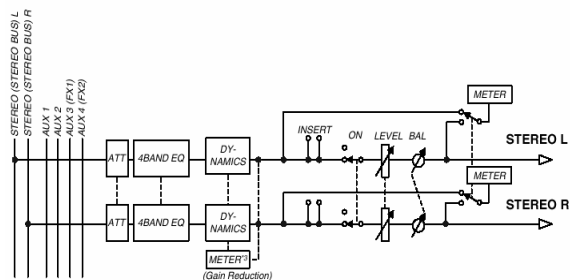 STEREO (STEREO BUS) L
STEREO (STEREO BUS) R
AUX 1
AUX 2
AUX 3 (FX1)
AUX 4 (FX2)
METER
INSERT
ON
LEVEL
BAL
STEREO L
ATT
4BAND EQ
DY-
NAMICS
METER
STEREO R
ATT
4BAND EQ
DY-
NAMICS
METER*3
(Gain Reduction)